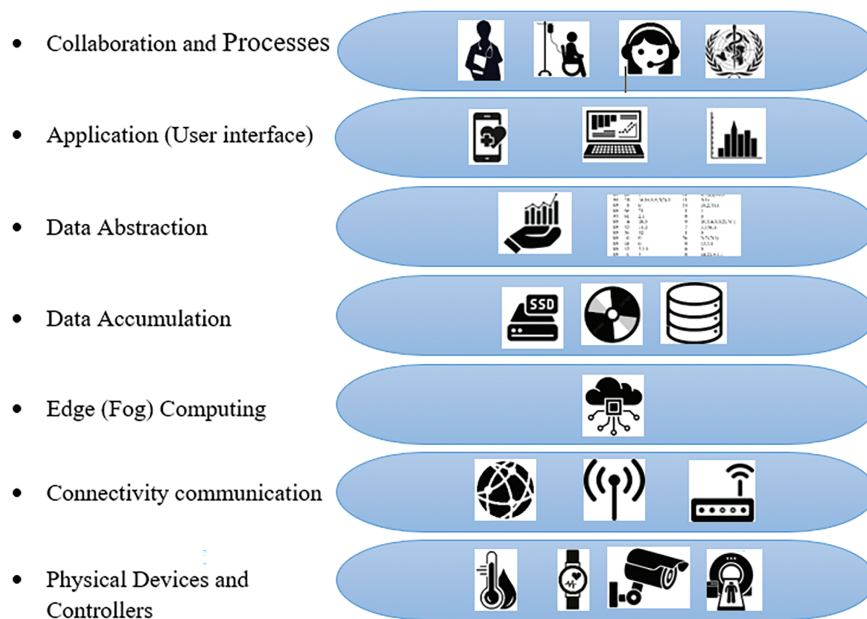 • Collaboration and Processes
• Application (User interface)
• Data Abstraction
• Data Accumulation
SSD
• Edge (Fog) Computing
• Connectivity communication
• Physical Devices and
Controllers